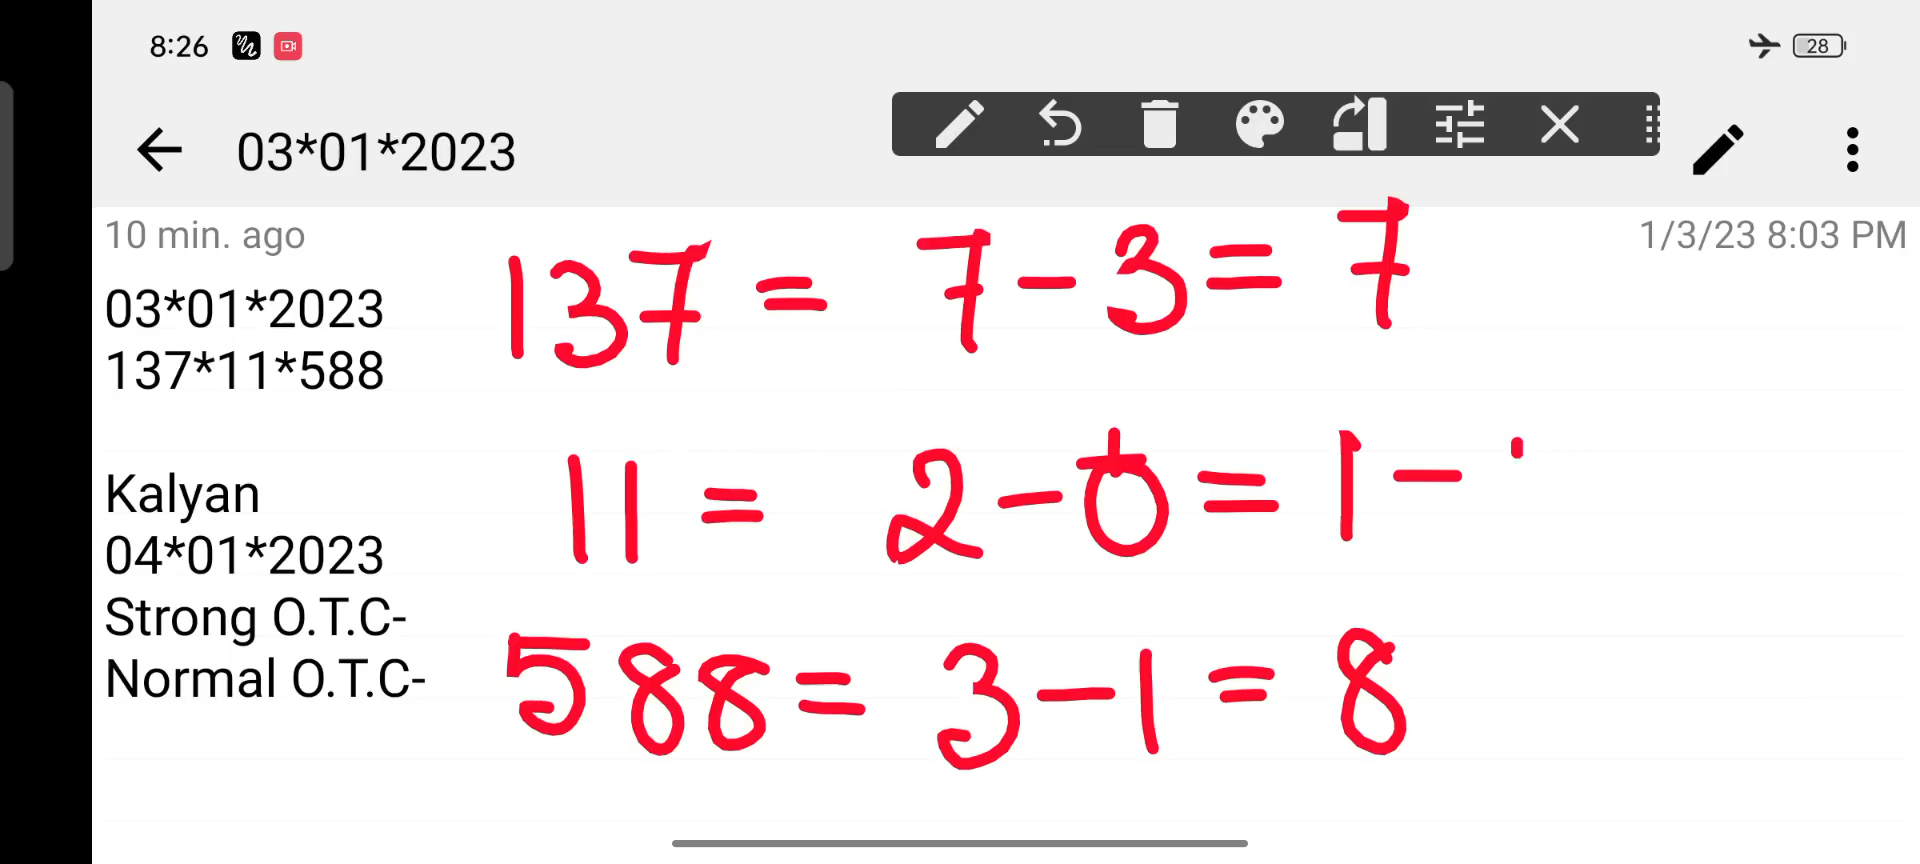 8:26 28
03*01*2023
10 min. ago 1/3/23 8:03 PM
03*01*2023
137*11*588
Kalyan
04*01*2023
Strong O.T.C-
Normal O.T.C-
137 = 7-3 = 7
11 = 2-0 = 1-
588 = 3-1 = 8